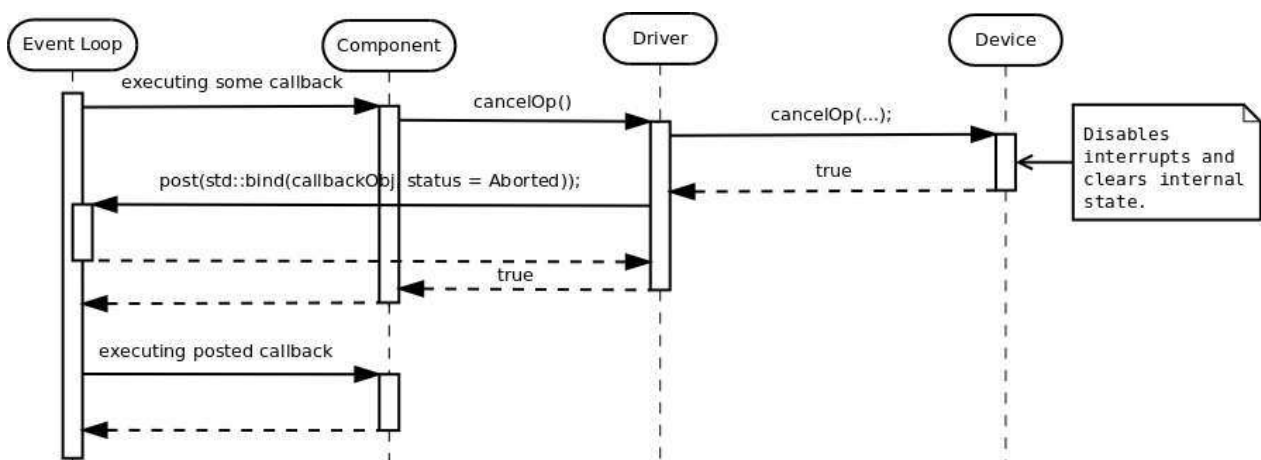 Event Loop
Component
Driver
Device
executing some callback
cancelOp()
cancelOp(...);
Disables
interrupts and
clears internal
state.
true
post(std::bind(callbackObj, status = Aborted));
true
executing posted callback